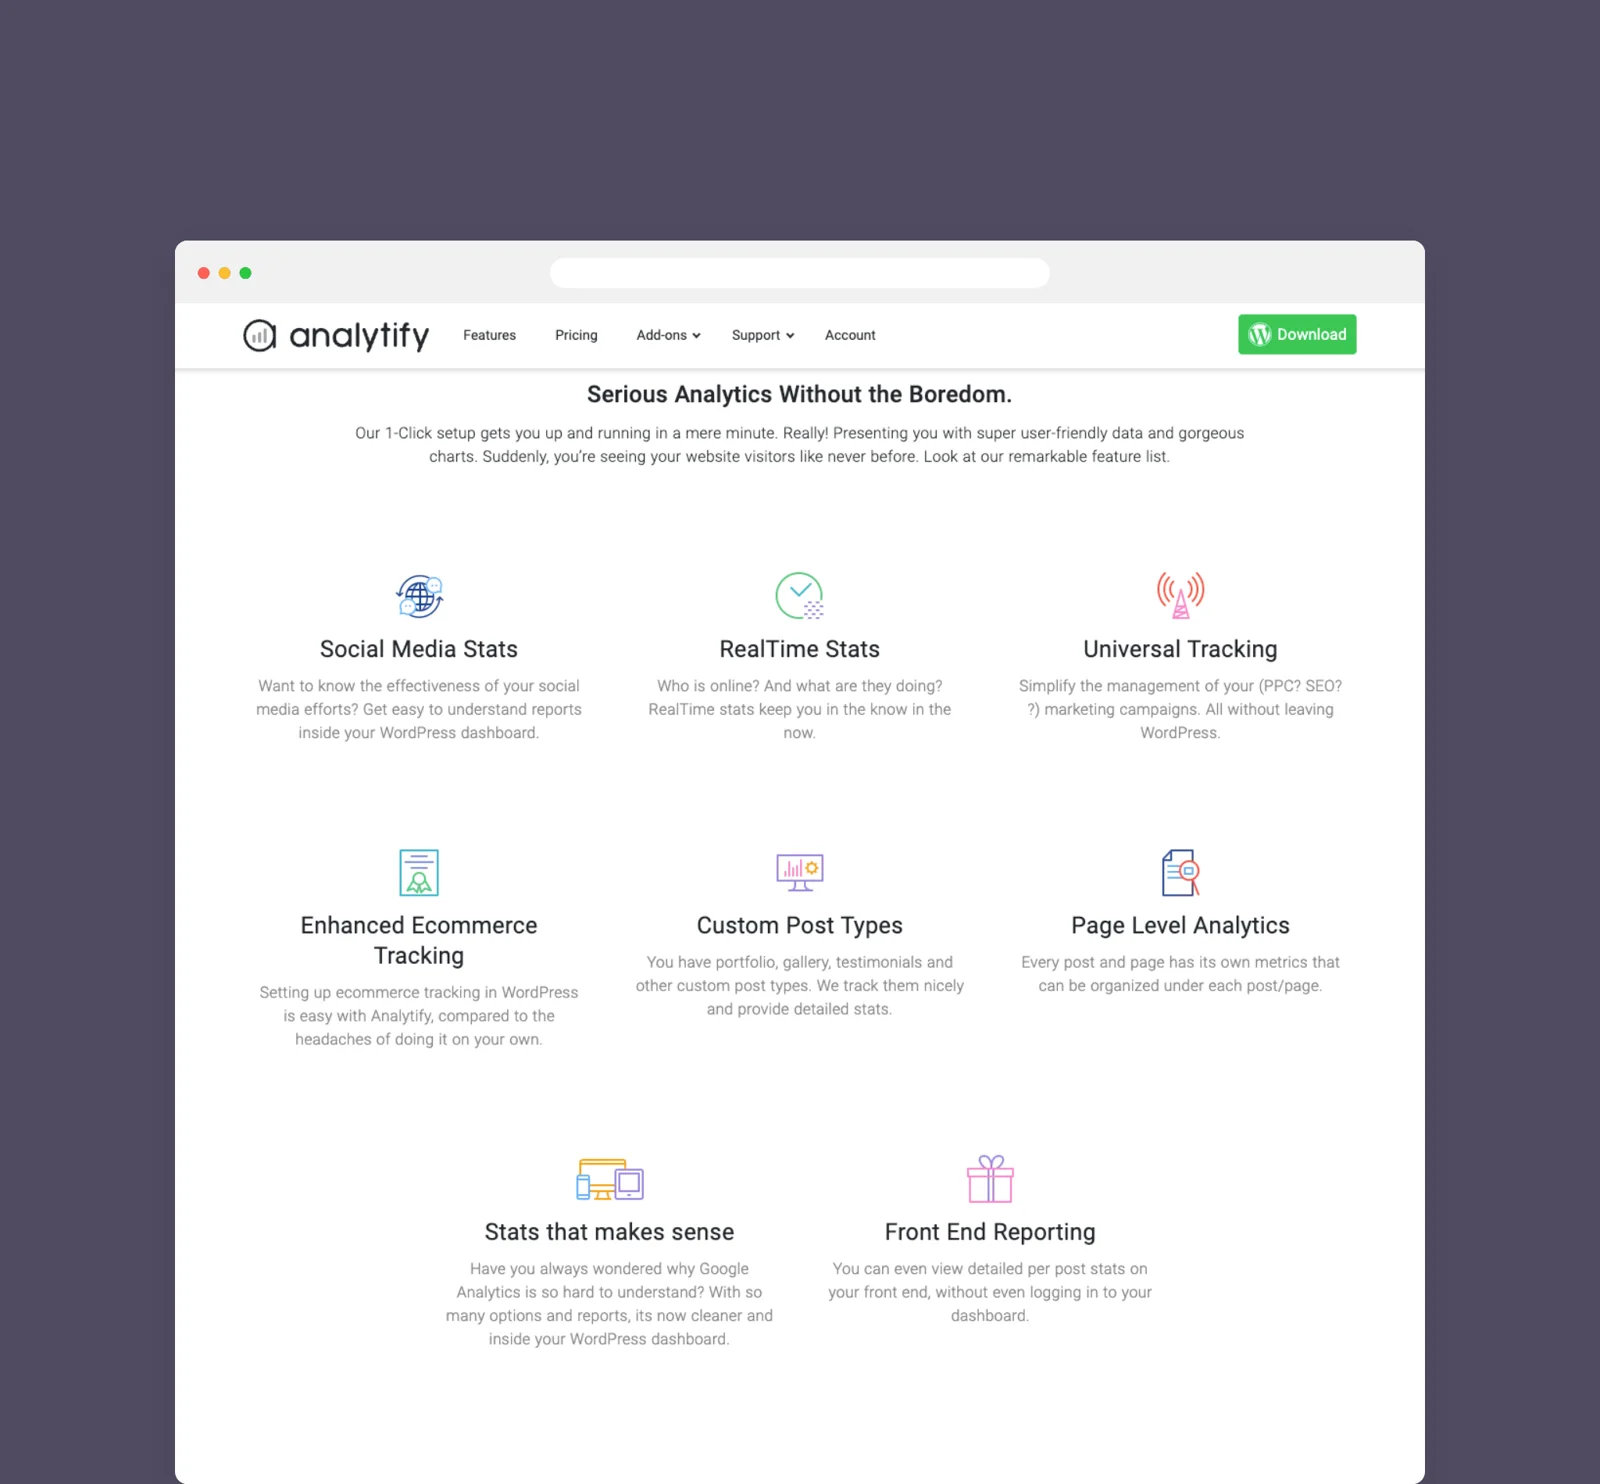 analytify
Features
Pricing
Add-ons
Support
Account
Download
Serious Analytics Without the Boredom.
Our 1-Click setup gets you up and running in a mere minute. Really! Presenting you with super user-friendly data and gorgeous
charts. Suddenly, you’re seeing your website visitors like never before. Look at our remarkable feature list.
Social Media Stats
Want to know the effectiveness of your social
media efforts? Get easy to understand reports
inside your WordPress dashboard.
RealTime Stats
Who is online? And what are they doing?
RealTime stats keep you in the know in the
now.
Universal Tracking
Simplify the management of your (PPC? SEO?
?) marketing campaigns. All without leaving
WordPress.
Enhanced Ecommerce
Tracking
Setting up ecommerce tracking in WordPress
is easy with Analytify, compared to the
headaches of doing it on your own.
Custom Post Types
You have portfolio, gallery, testimonials and
other custom post types. We track them nicely
and provide detailed stats.
Page Level Analytics
Every post and page has its own metrics that
can be organized under each post/page.
Stats that makes sense
Have you always wondered why Google
Analytics is so hard to understand? With so
many options and reports, its now cleaner and
inside your WordPress dashboard.
Front End Reporting
You can even view detailed per post stats on
your front end, without even logging in to your
dashboard.